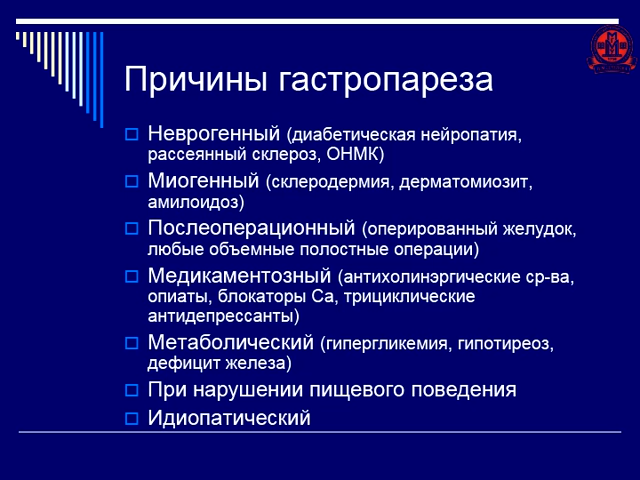 Причины гастропареза
Неврогенный (диабетическая нейропатия,
рассеянный склероз, ОНМК)
Миогенный (склеродермия, дерматомиозит,
амилоидоз)
Послеоперационный (оперированный желудок,
любые объемные полостные операции)
Медикаментозный (антихолинэргические ср-ва,
опиаты, блокаторы Са, трициклические
антидепрессанты)
Метаболический (гипергликемия, гипотиреоз,
дефицит железа)
При нарушении пищевого поведения
Идиопатический